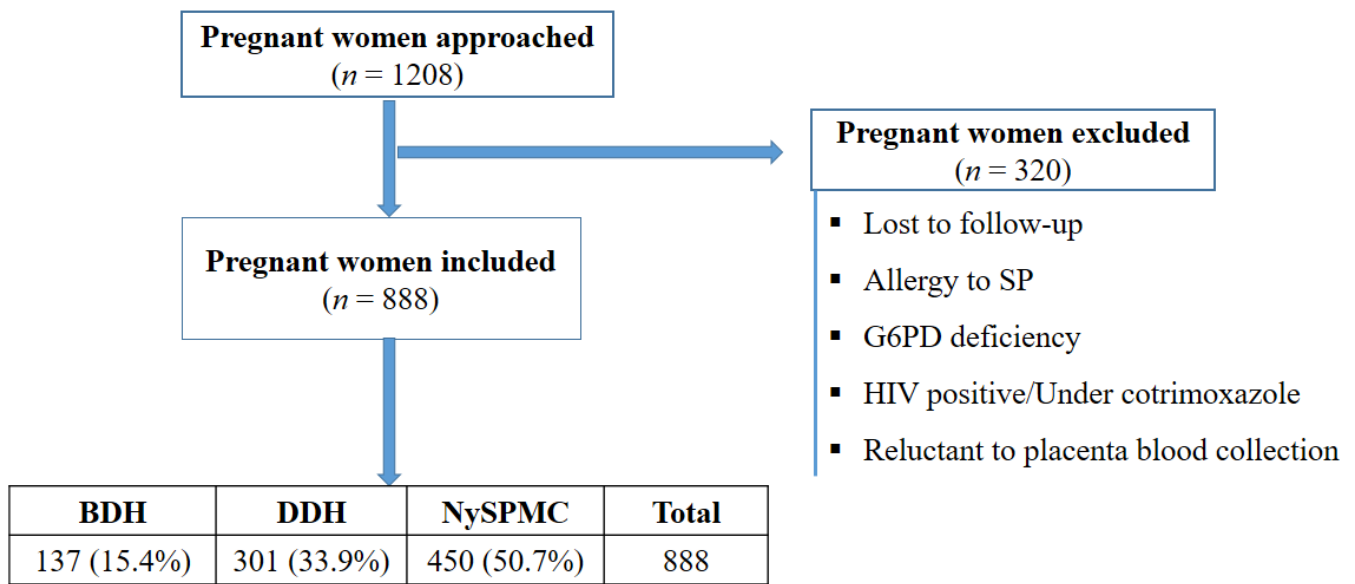 Pregnant women approached
(n = 1208)
Pregnant women excluded
(n = 320)
▪ Lost to follow-up
▪ Allergy to SP
▪ G6PD deficiency
▪ HIV positive/Under cotrimoxazole
▪ Reluctant to placenta blood collection
Pregnant women included
(n = 888)
BDH DDH NySPMC Total
137 (15.4%) 301 (33.9%) 450 (50.7%) 888